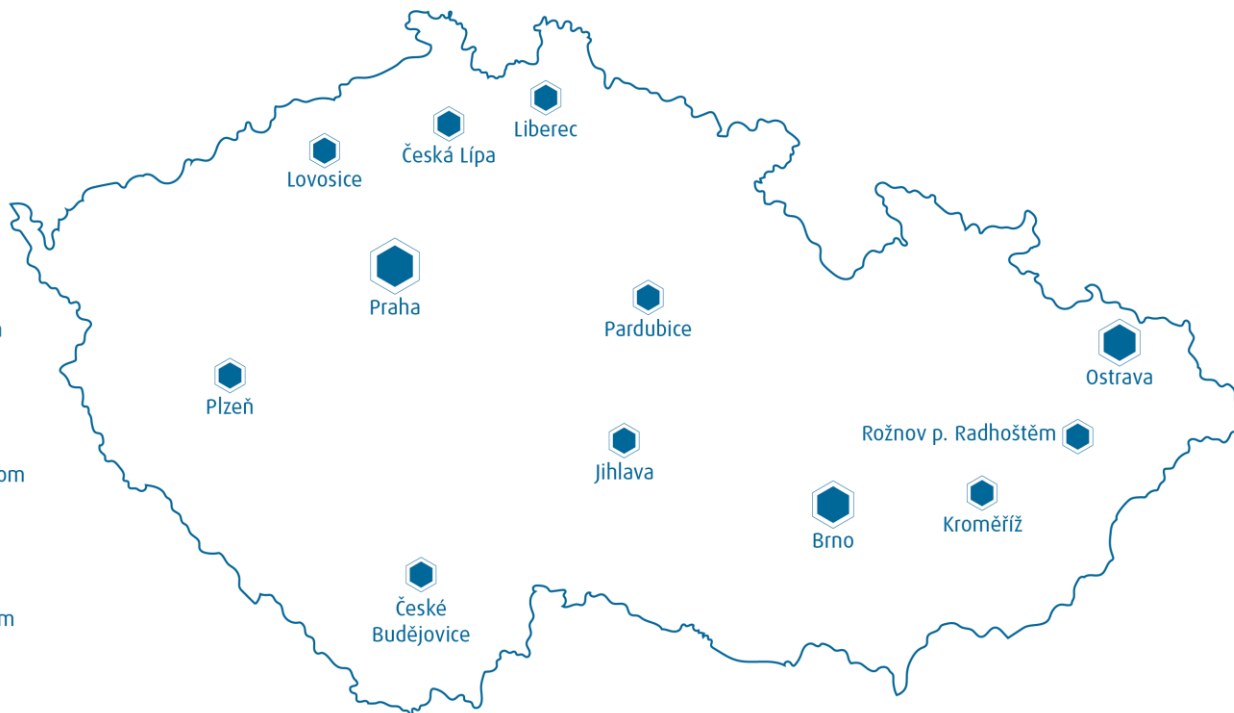 Liberec
Česká Lípa
Lovosice
Praha
Pardubice
Ostrava
Plzeň
Rožnov p. Radhoštěm
Jihlava
Kroměříž
Brno
České
Budějovice